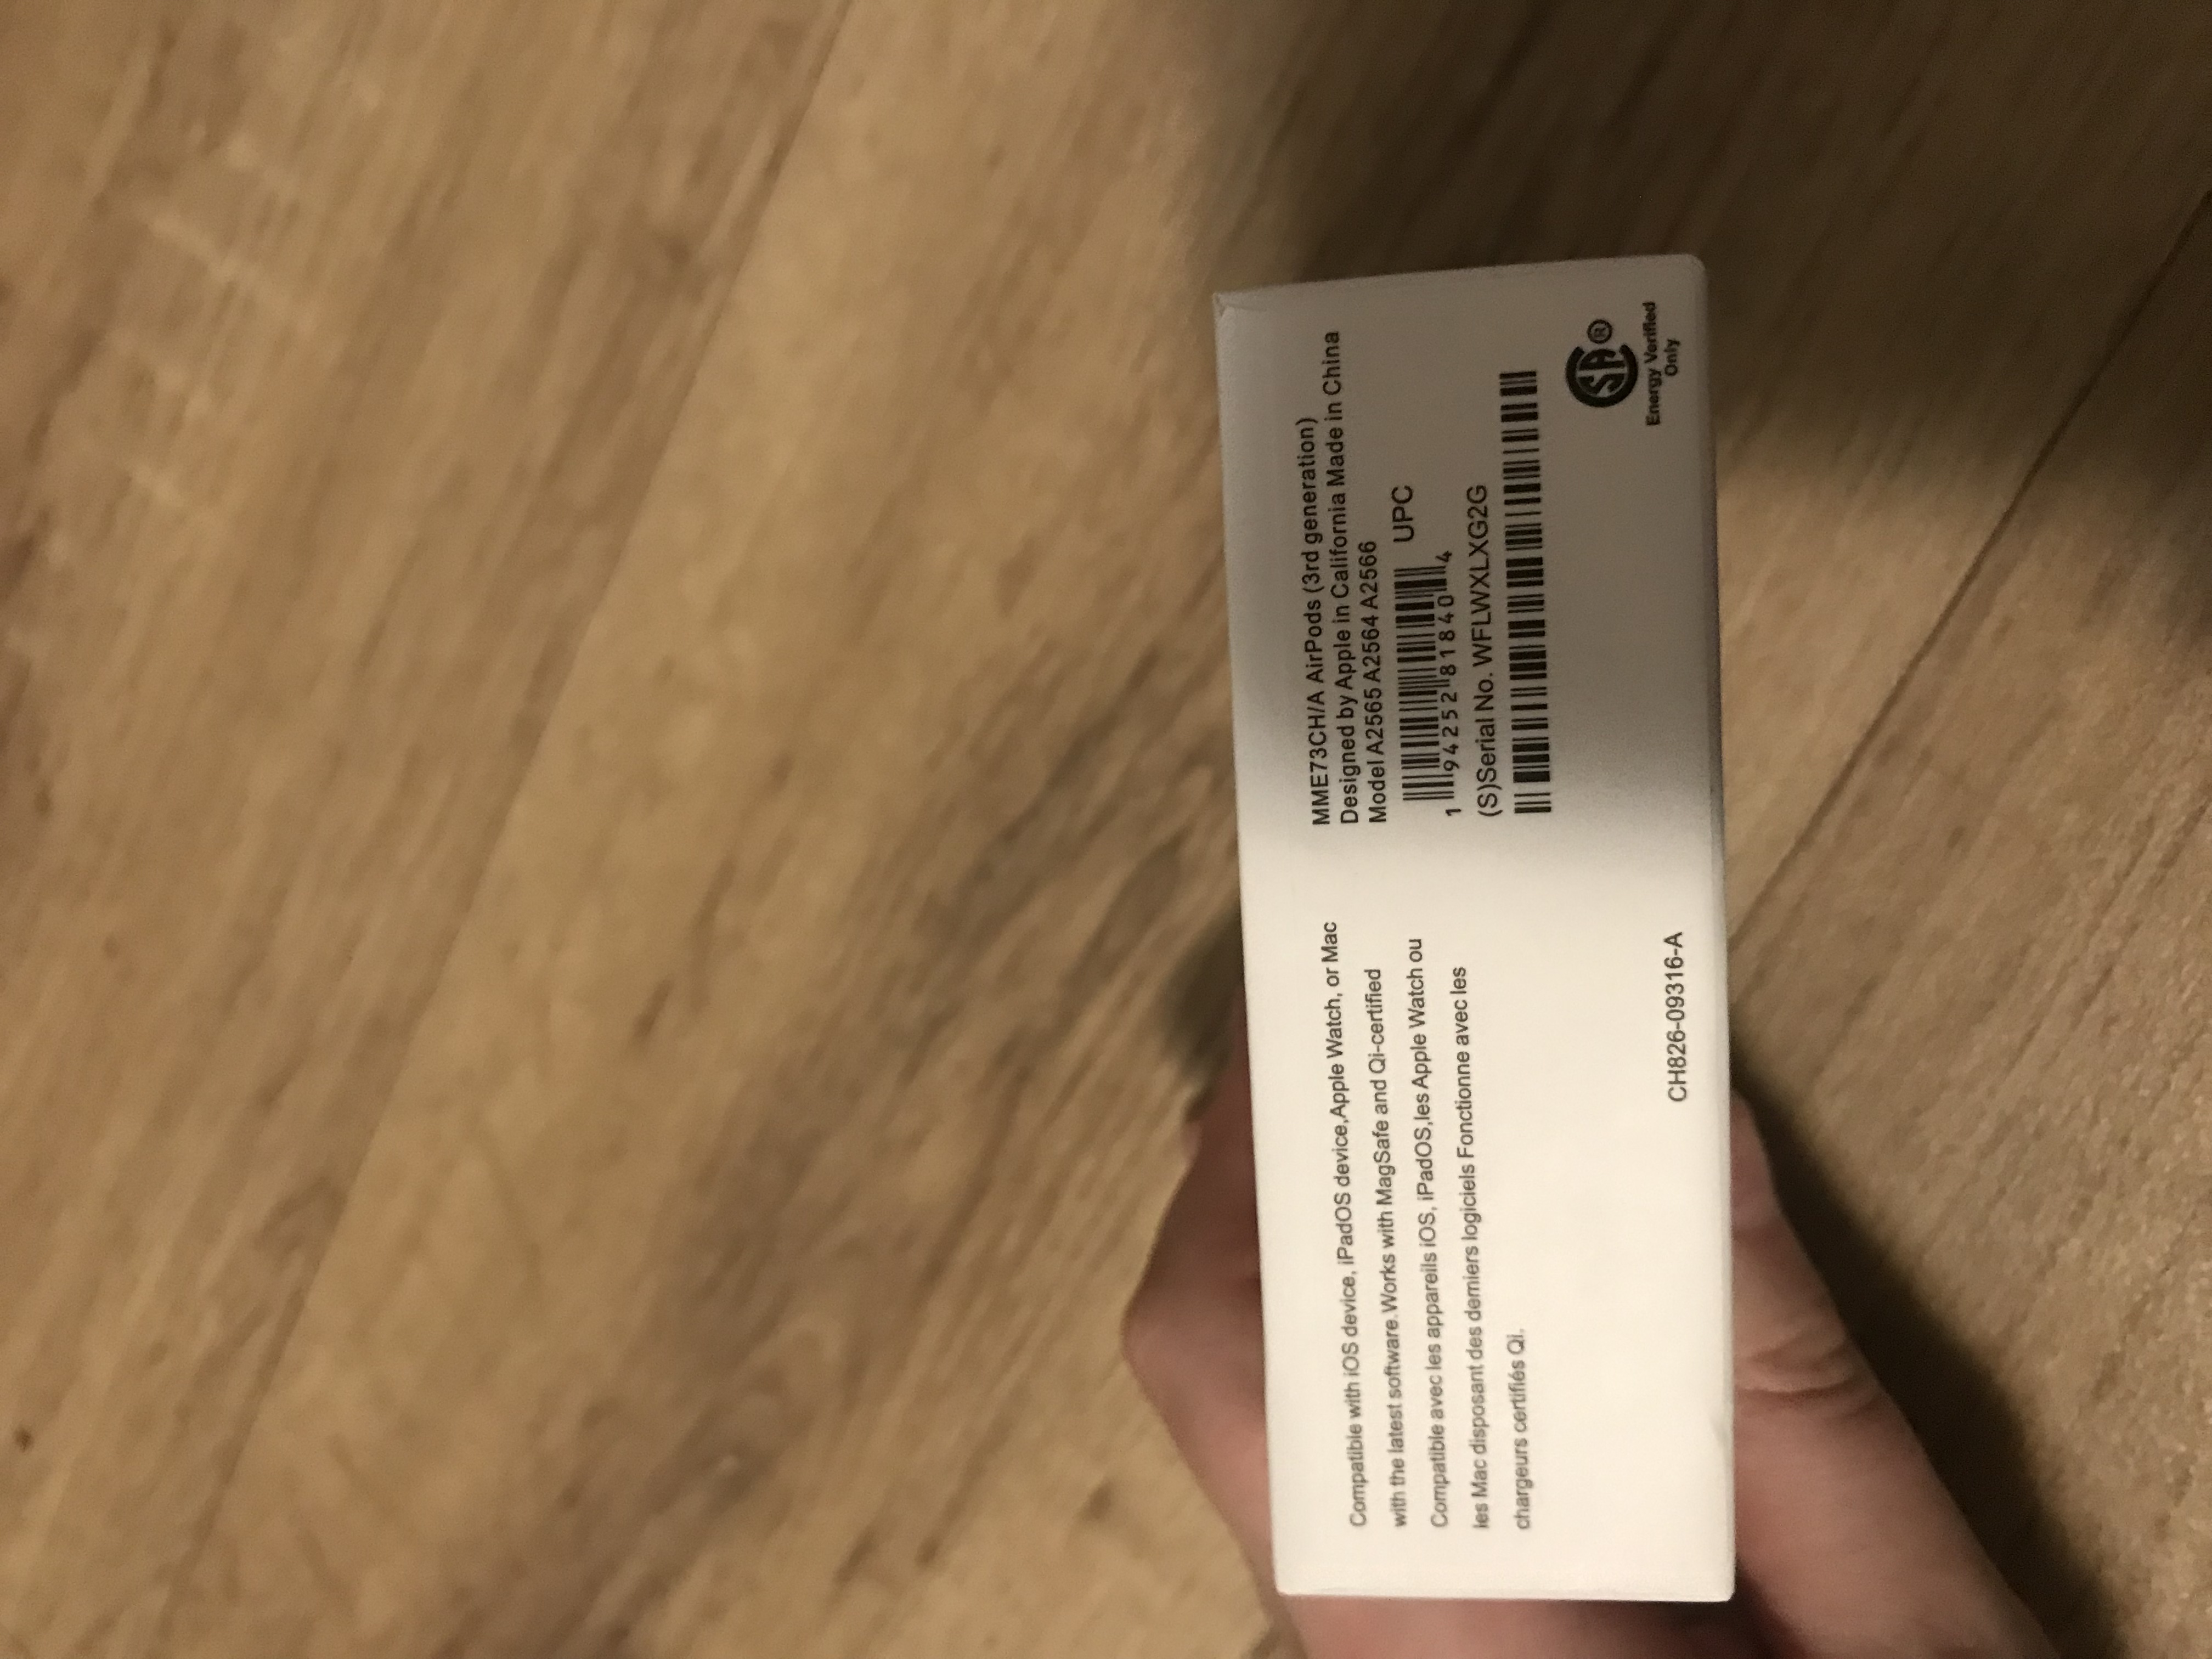 MME73CH/A AirPods (3rd generation)
Designed by Apple in California Made in China
Model A2565 A2564 A2566
UPC
1 94252 81840 4
(S)Serial No. WFLWXLXG2G
SA®
Energy Verified
Only
Compatible with iOS device, iPadOS device,Apple Watch, or Mac
with the latest software.Works with MagSafe and Qi-certified
Compatible avec les appareils iOS, iPadOS,les Apple Watch ou
les Mac disposant des derniers logiciels Fonctionne avec les
chargeurs certifiés Qi.
CH826-09316-A